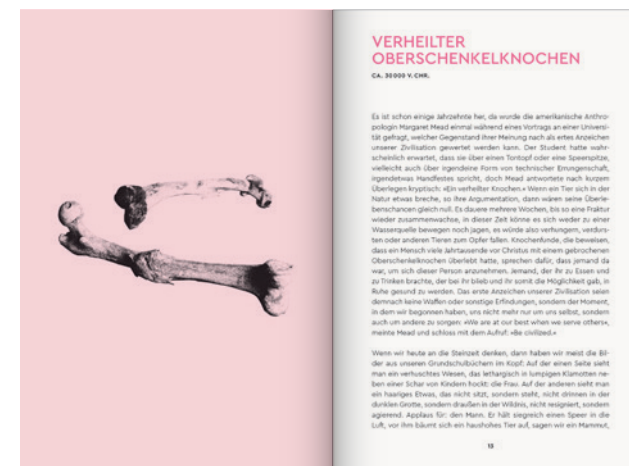 VERHEILTER
OBERSCHENKELKNOCHEN
CA. 30 000 V. CHR.
Es ist schon einige Jahrzehnte her, da wurde die amerikanische Anthro-
pologin Margaret Mead einmal während eines Vortrags an einer Universi-
tät gefragt, welcher Gegenstand ihrer Meinung nach als ertes Anzeichen
unserer Zivilisation gewertet werden kann. Der Student hatte wahr-
scheinlich erwartet, dass sie über einen Tontopf oder eine Speerspitze,
vielleicht auch über irgendeine Form von technischer Errungenschaft,
irgendetwas Handfestes spricht, doch Mead antwortete nach kurzem
Überlegen kryptisch: »Ein verheilter Knochen.« Wenn ein Tier sich in der
Natur etwas breche, so ihre Argumentation, dann wären seine Überle-
benschancen gleich null. Es dauere mehrere Wochen, bis so eine Fraktur
wieder zusammenwachse, in dieser Zeit könne es sich weder zu einer
Wasserquelle bewegen noch jagen, es würde also verhungern, verdurs-
ten oder anderen Tieren zum Opfer fallen. Knochenfunde, die beweisen,
dass ein Mensch viele Jahrtausende vor Christus mit einem gebrochenen
Oberschenkelknochen überlebt hatte, sprechen dafür, dass jemand da
war, um sich dieser Person anzunehmen. Jemand, der ihr zu Essen und
zu Trinken brachte, der bei ihr blieb und ihr somit die Möglichkeit gab, in
Ruhe gesund zu werden. Das erste Anzeichen unserer Zivilisation seien
demnach keine Waffen oder sonstige Erfindungen, sondern der Moment,
in dem wir begonnen haben, uns nicht mehr nur um uns selbst, sondern
auch um andere zu sorgen: »We are at our best when we serve others«,
meinte Mead und schloss mit dem Aufruf: »Be civilized.«
Wenn wir heute an die Steinzeit denken, dann haben wir meist die Bil-
der aus unseren Grundschulbüchern im Kopf: Auf der einen Seite sieht
man ein verhuschtes Wesen, das lethargisch in lumpigen Klamotten ne-
ben einer Schar von Kindern hockt: die Frau. Auf der anderen sieht man
ein haariges Etwas, das nicht sitzt, sondern steht, nicht drinnen in der
dunklen Grotte, sondern draußen in der Wildnis, nicht resigniert, sondern
agierend. Applaus für: den Mann. Er hält siegreich einen Speer in die
Luft, vor ihm bäumt sich ein haushohes Tier auf, sagen wir ein Mammut,
13